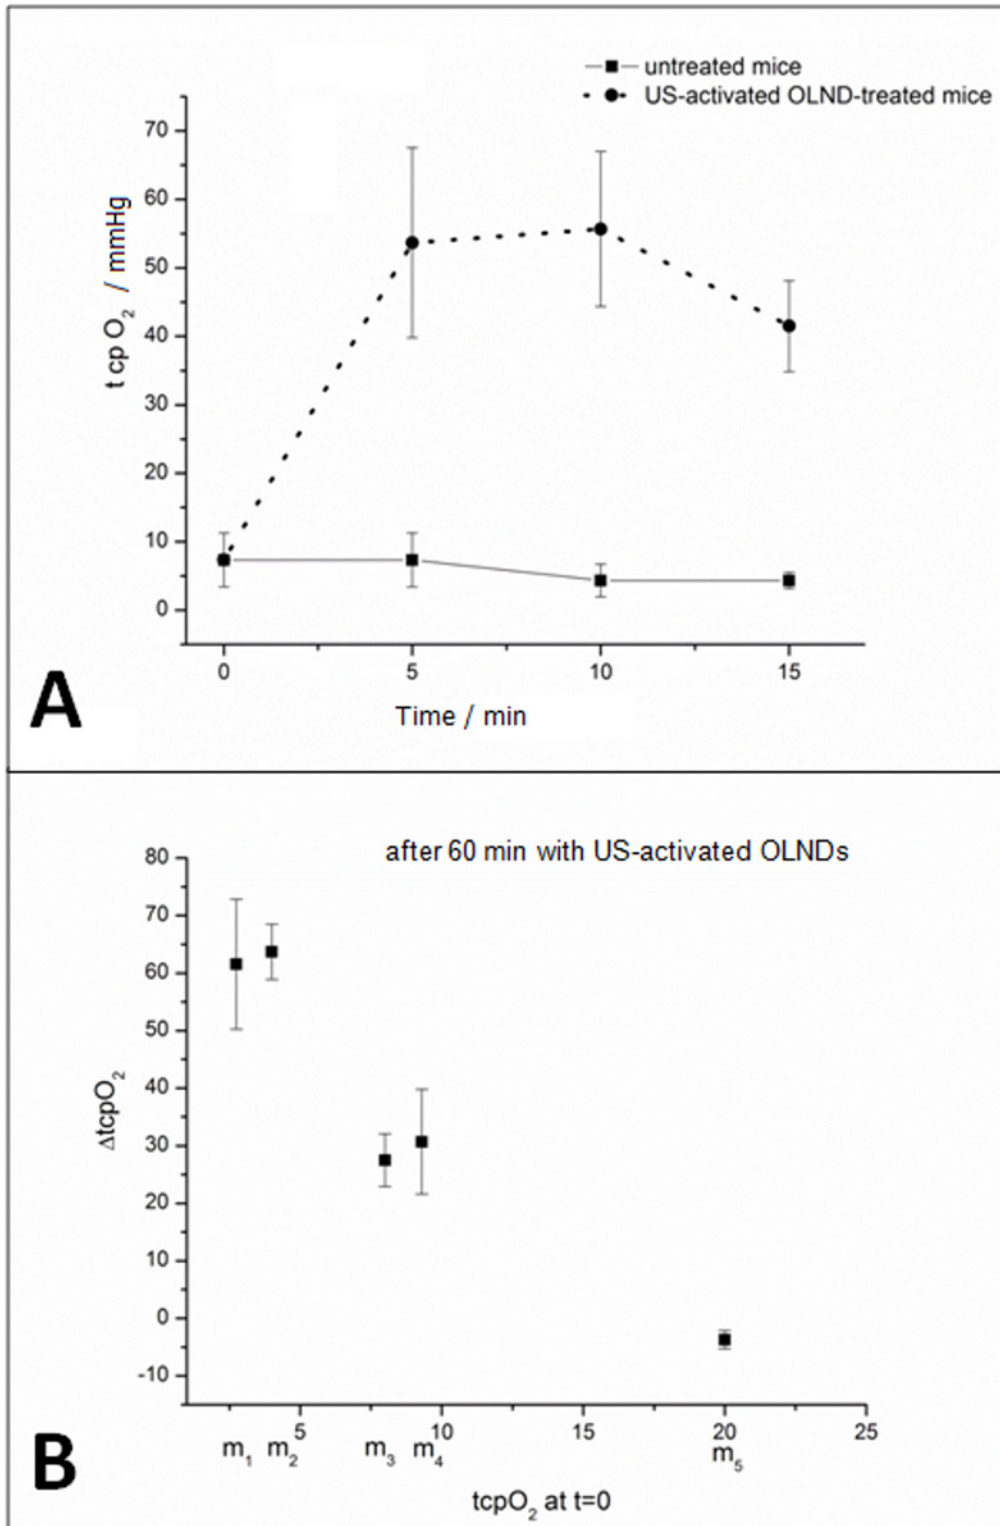 untreated mice
US-activated OLND-treated mice
70
60
50
40
30
20
10
0
t cp O₂ / mmHg
0 5 10 15
Time / min
A
after 60 min with US-activated OLNDs
80
70
60
50
40
30
20
10
0
-10
ΔtcpO₂
5 10 15 20 25
m₁ m₂ m₃ m₄ m₅
tcpO₂ at t=0
B